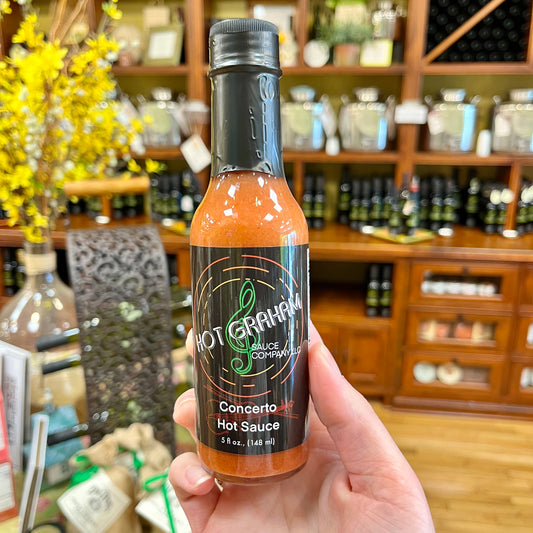 HOT GRAHAM
SAUCE
COMPANY LLC
Concerto
Hot Sauce
5 fl oz., (148 ml)